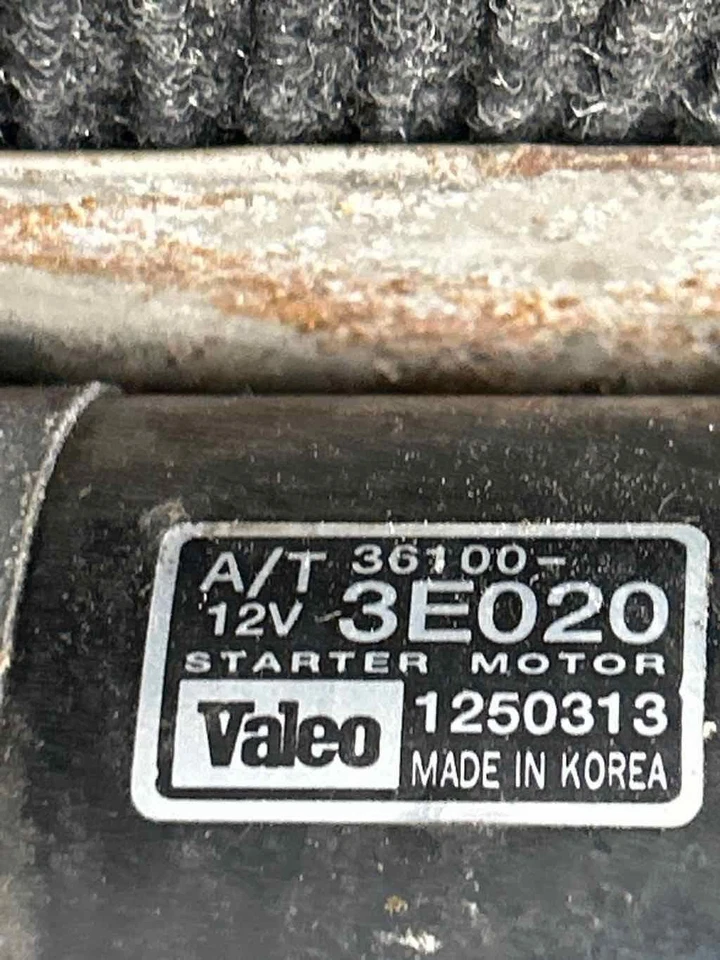 A/T 36100-
12V 3E020
STARTER MOTOR
Valeo 1250313
MADE IN KOREA